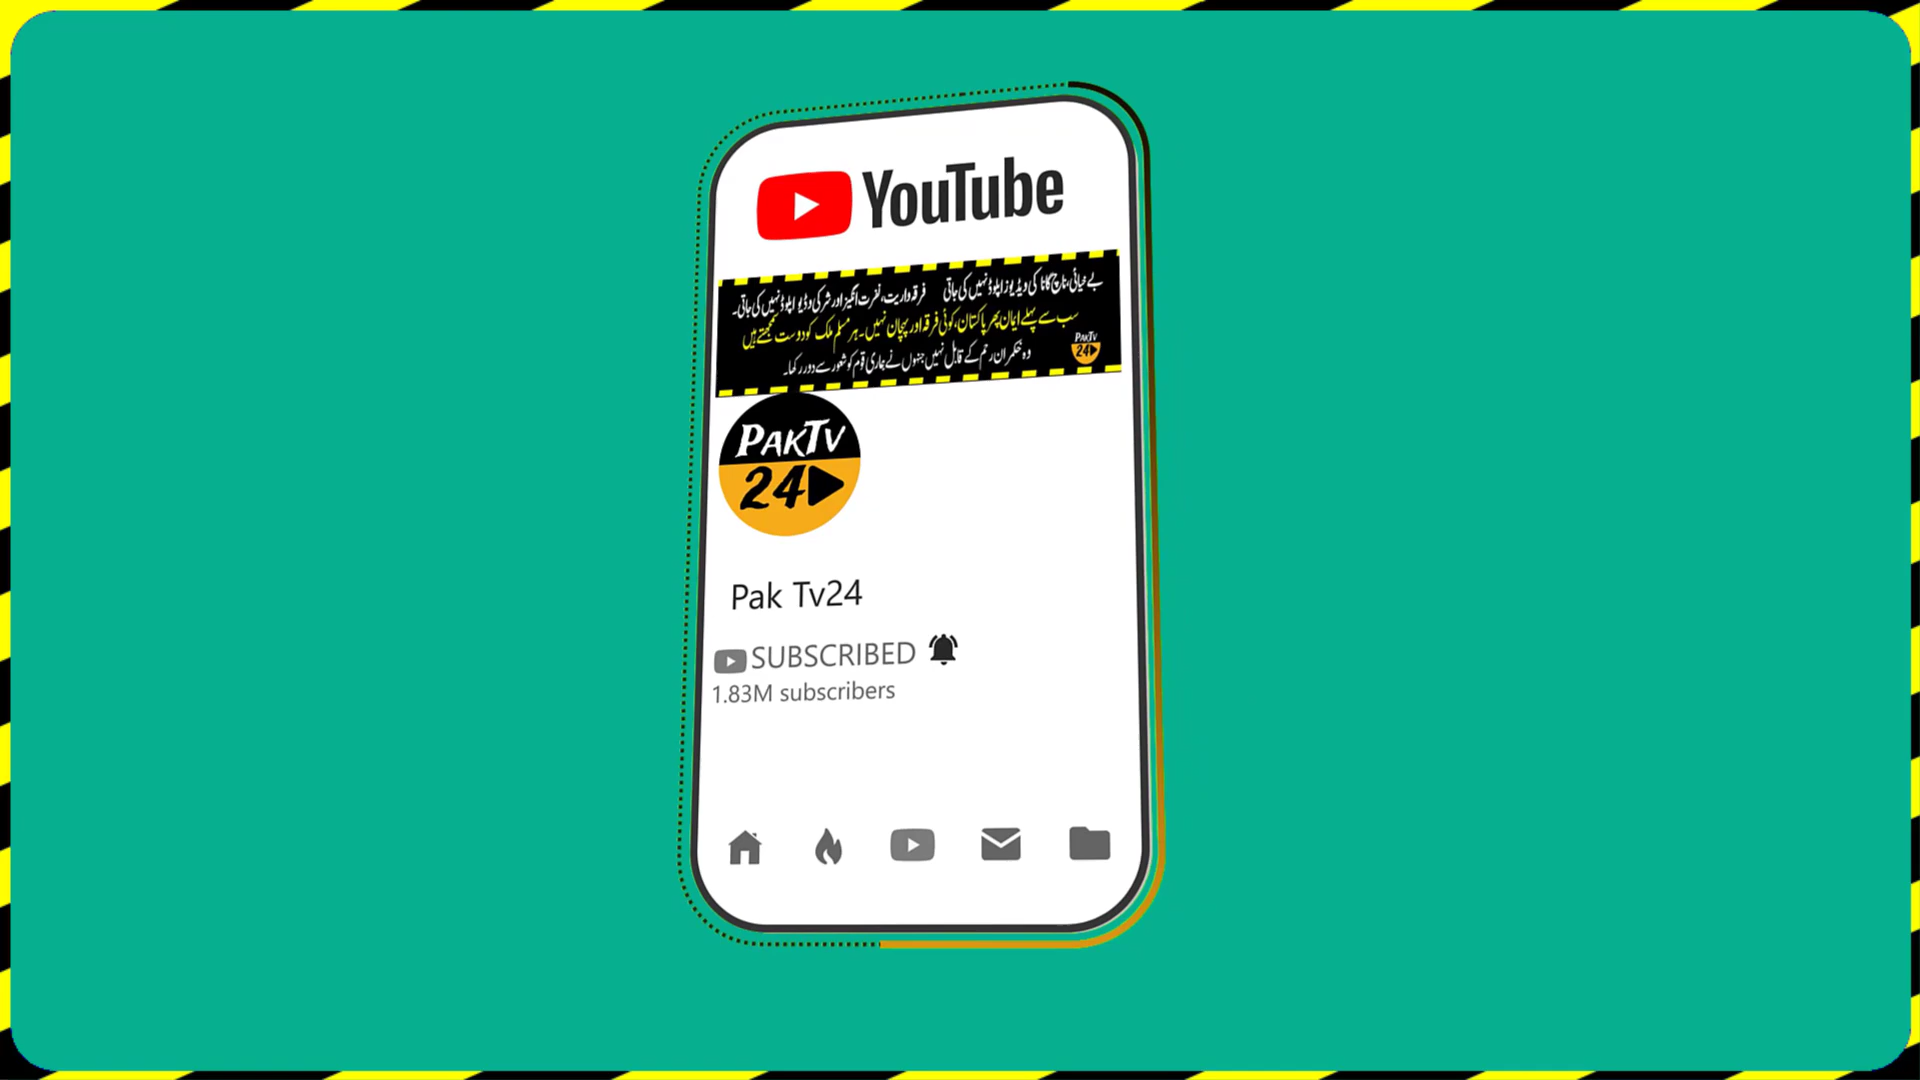 YouTube
بے حیائی، ناچ گانا کی ویڈیوز اپلوڈ نہیں کی جاتی فرقہ واریت، نفرت انگیز اور شر کی وڈیو اپلوڈ نہیں کی جاتی۔
سب سے پہلے ایمان پھر پاکستان، کوئی فرقہ اور پہچان نہیں۔ ہر مسلم ملک کو دوست سمجھتے ہیں
وہ حکمران رحم کے قابل نہیں جنہوں نے ہماری قوم کو شعور سے دور رکھا۔
PAKTV
24
PAKTV
24
Pak Tv24
SUBSCRIBED
1.83M subscribers